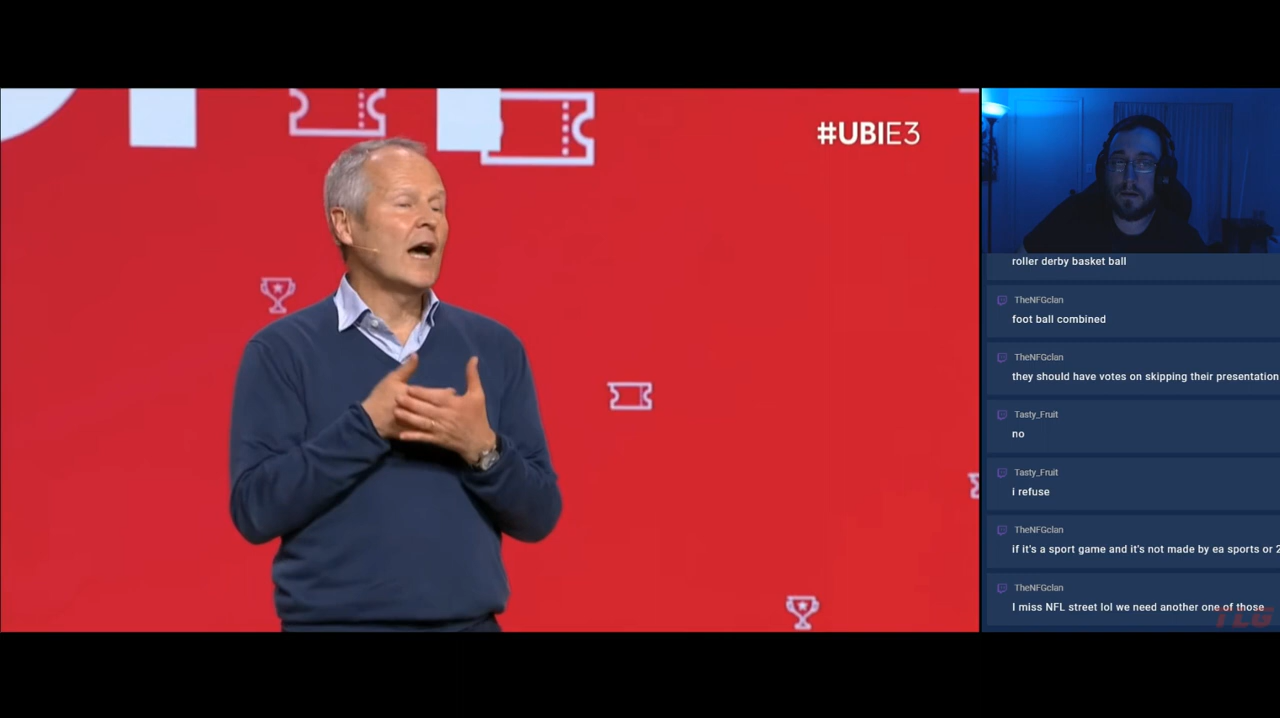 #UBIE3
roller derby basket ball
TheNFGclan
foot ball combined
TheNFGclan
they should have votes on skipping their presentation
Tasty_Fruit
no
Tasty_Fruit
i refuse
TheNFGclan
if it's a sport game and it's not made by ea sports or 2
TheNFGclan
I miss NFL street lol we need another one of those
TLG